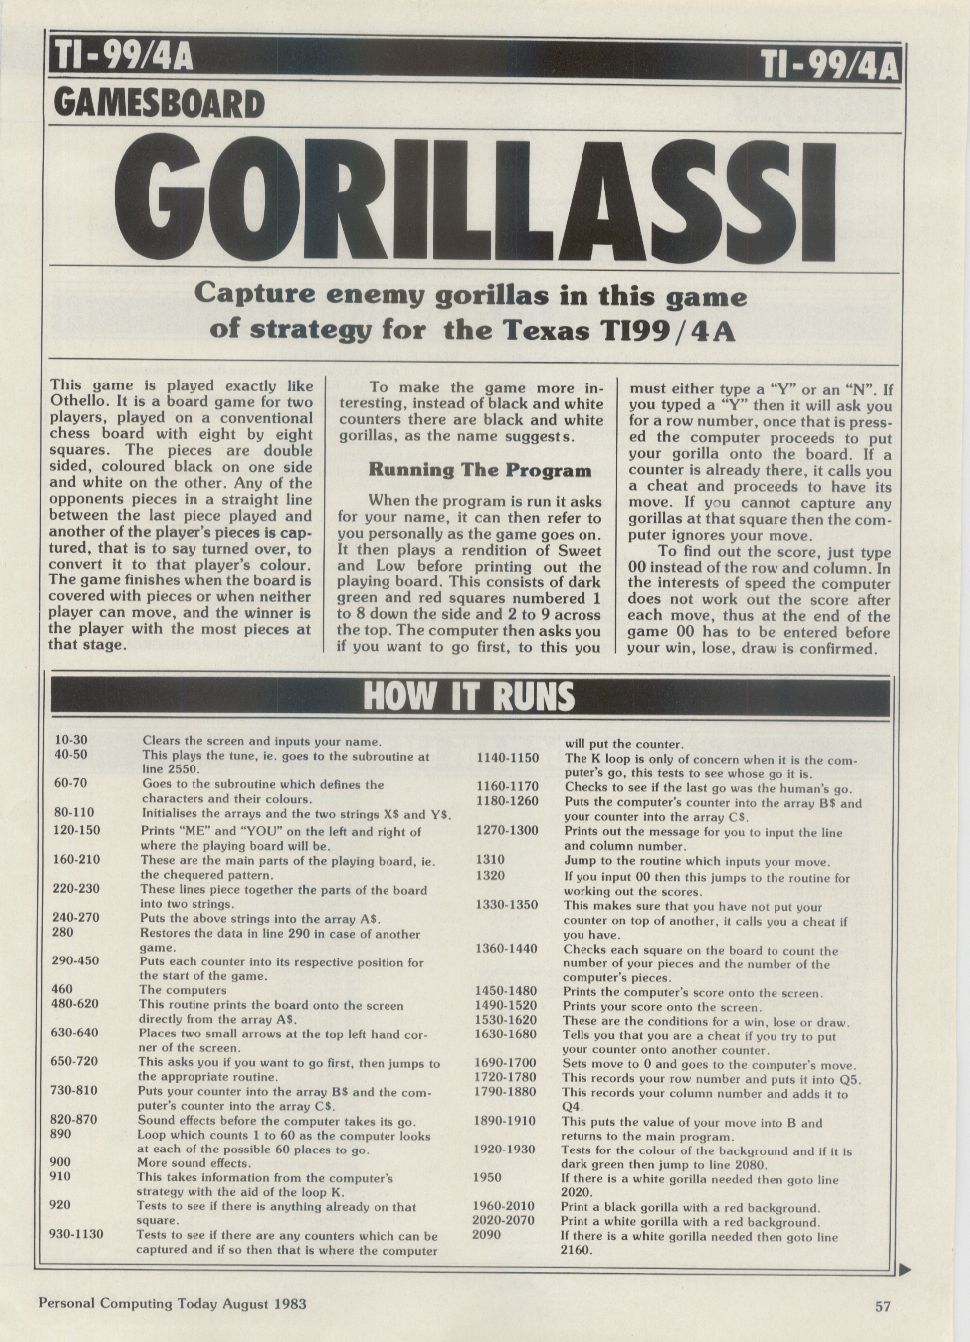 TI-99/4A TI-99/4A
GAMESBOARD
GORILLASSI
Capture enemy gorillas in this game
of strategy for the Texas TI99/4A
This game is played exactly like
Othello. It is a board game for two
players, played on a conventional
chess board with eight by eight
squares. The pieces are double
sided, coloured black on one side
and white on the other. Any of the
opponents pieces in a straight line
between the last piece played and
another of the player's pieces is cap-
tured, that is to say turned over, to
convert it to that player's colour.
The game finishes when the board is
covered with pieces or when neither
player can move, and the winner is
the player with the most pieces at
that stage.
To make the game more in-
teresting, instead of black and white
counters there are black and white
gorillas, as the name suggests.
Running The Program
When the program is run it asks
for your name, it can then refer to
you personally as the game goes on.
It then plays a rendition of Sweet
and Low before printing out the
playing board. This consists of dark
green and red squares numbered 1
to 8 down the side and 2 to 9 across
the top. The computer then asks you
if you want to go first, to this you
must either type a "Y" or an "N". If
you typed a "Y" then it will ask you
for a row number, once that is press-
ed the computer proceeds to put
your gorilla onto the board. If a
counter is already there, it calls you
a cheat and proceeds to have its
move. If you cannot capture any
gorillas at that square then the com-
puter ignores your move.
To find out the score, just type
00 instead of the row and column. In
the interests of speed the computer
does not work out the score after
each move, thus at the end of the
game 00 has to be entered before
your win, lose, draw is confirmed.
HOW IT RUNS
10-30 Clears the screen and inputs your name.
40-50 This plays the tune, ie. goes to the subroutine at
line 2550.
60-70 Goes to the subroutine which defines the
characters and their colours.
80-110 Initialises the arrays and the two strings X$ and Y$.
120-150 Prints "ME" and "YOU" on the left and right of
where the playing board will be.
160-210 These are the main parts of the playing board, ie.
the chequered pattern.
220-230 These lines piece together the parts of the board
into two strings.
240-270 Puts the above strings into the array A$.
280 Restores the data in line 290 in case of another
game.
290-450 Puts each counter into its respective position for
the start of the game.
460 The computers
480-620 This routine prints the board onto the screen
directly from the array A$.
630-640 Places two small arrows at the top left hand cor-
ner of the screen.
650-720 This asks you if you want to go first, then jumps to
the appropriate routine.
730-810 Puts your counter into the array B$ and the com-
puter's counter into the array C$.
820-870 Sound effects before the computer takes its go.
890 Loop which counts 1 to 60 as the computer looks
at each of the possible 60 places to go.
900 More sound effects.
910 This takes information from the computer's
strategy with the aid of the loop K.
920 Tests to see if there is anything already on that
square.
930-1130 Tests to see if there are any counters which can be
captured and if so then that is where the computer
will put the counter.
1140-1150 The K loop is only of concern when it is the com-
puter's go, this tests to see whose go it is.
1160-1170 Checks to see if the last go was the human's go.
1180-1260 Puts the computer's counter into the array B$ and
your counter into the array C$.
1270-1300 Prints out the message for you to input the line
and column number.
1310 Jump to the routine which inputs your move.
1320 If you input 00 then this jumps to the routine for
working out the scores.
1330-1350 This makes sure that you have not put your
counter on top of another, it calls you a cheat if
you have.
1360-1440 Checks each square on the board to count the
number of your pieces and the number of the
computer's pieces.
1450-1480 Prints the computer's score onto the screen.
1490-1520 Prints your score onto the screen.
1530-1620 These are the conditions for a win, lose or draw.
1630-1680 Tells you that you are a cheat if you try to put
your counter onto another counter.
1690-1700 Sets move to 0 and goes to the computer's move.
1720-1780 This records your row number and puts it into Q5.
1790-1880 This records your column number and adds it to
Q4.
1890-1910 This puts the value of your move into B and
returns to the main program.
1920-1930 Tests for the colour of the background and if it is
dark green then jump to line 2080.
1950 If there is a white gorilla needed then goto line
2020.
1960-2010 Print a black gorilla with a red background.
2020-2070 Print a white gorilla with a red background.
2090 If there is a white gorilla needed then goto line
2160.
Personal Computing Today August 1983 57